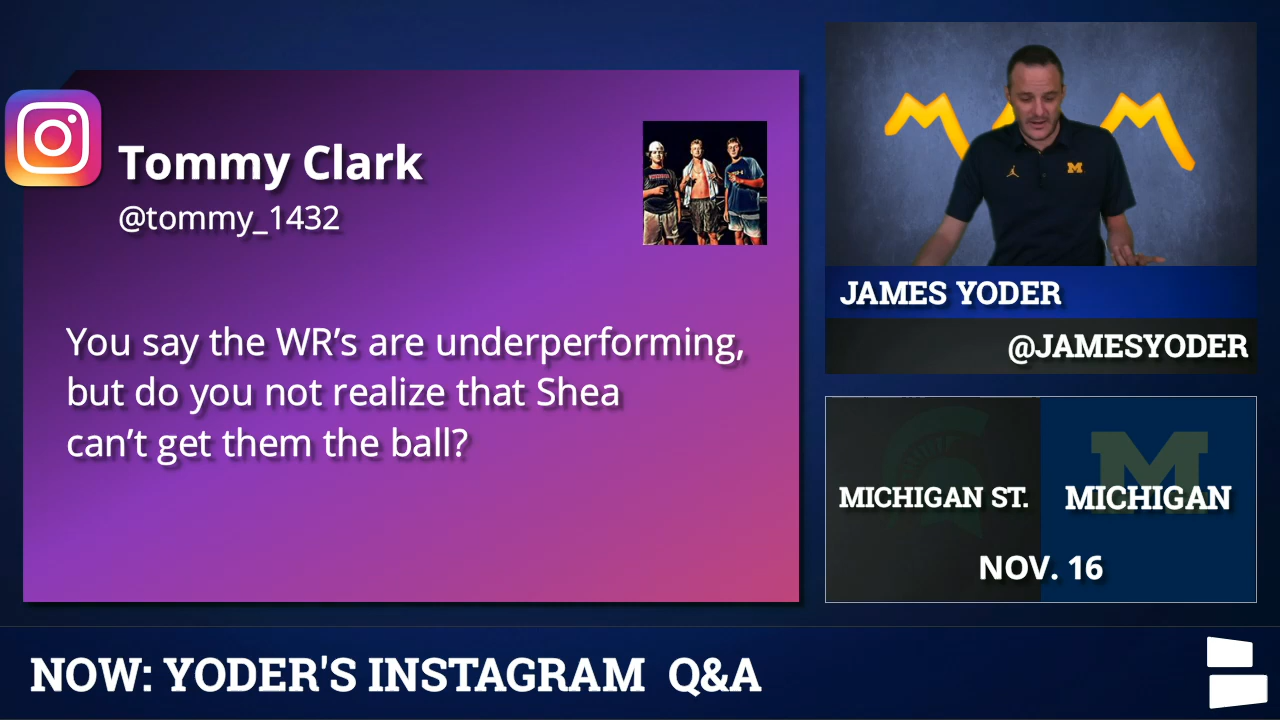 Tommy Clark
@tommy_1432
You say the WR’s are underperforming,
but do you not realize that Shea
can’t get them the ball?
JAMES YODER
@JAMESYODER
MICHIGAN ST.
MICHIGAN
NOV. 16
NOW: YODER'S INSTAGRAM Q&A